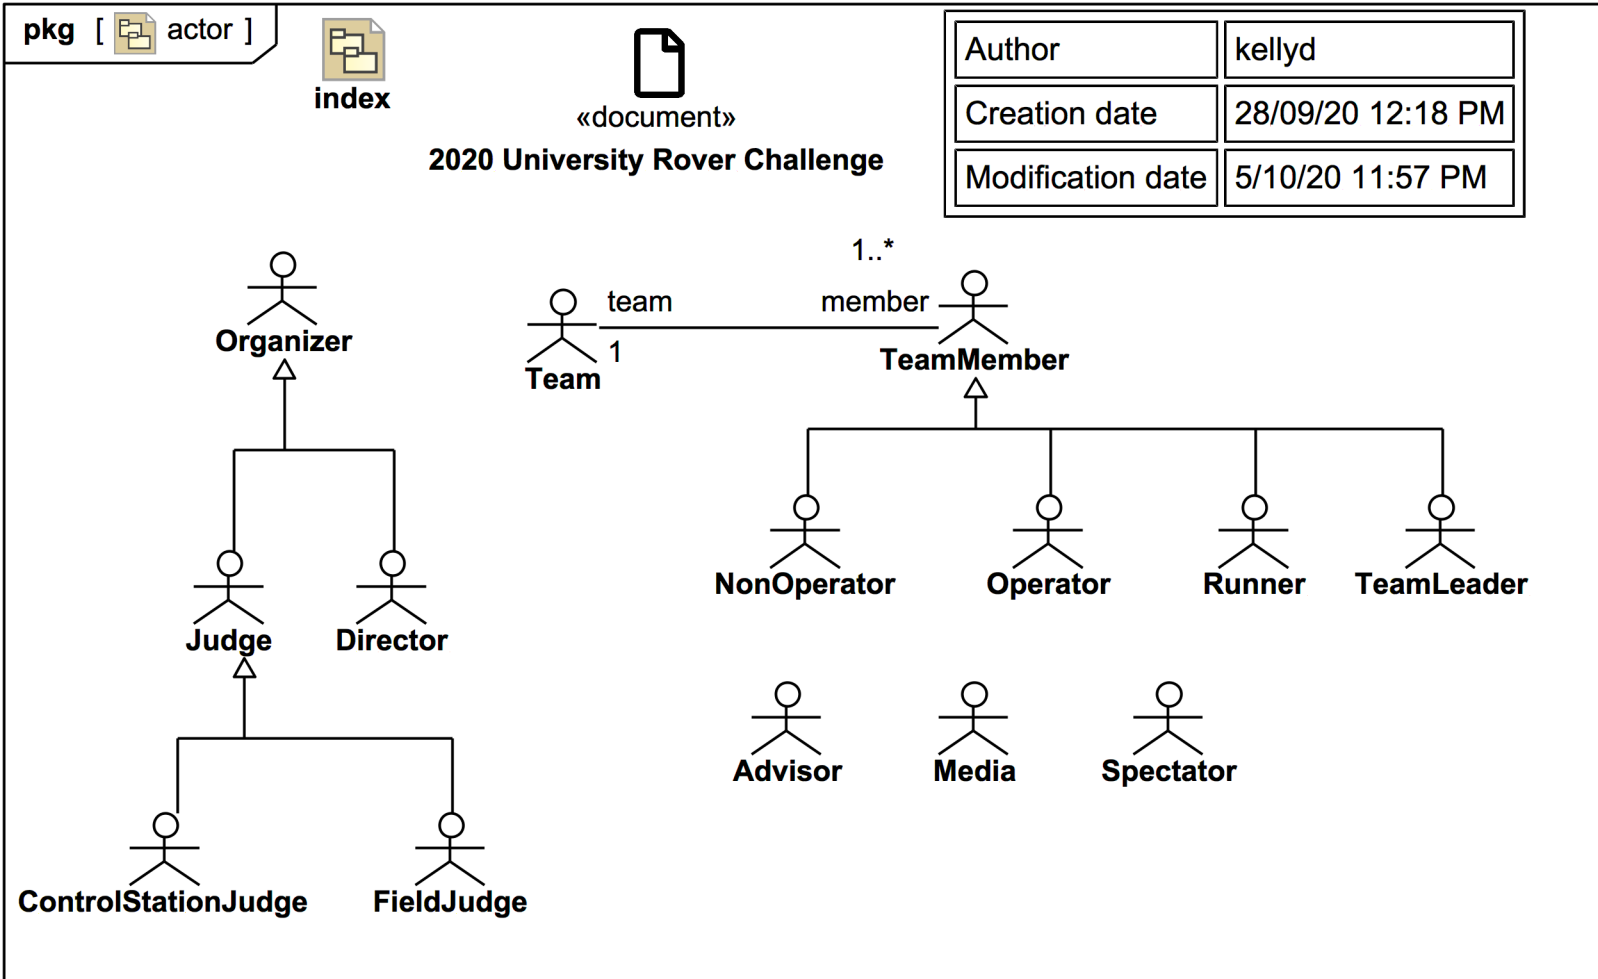 pkg [ actor ]
index
«document»
2020 University Rover Challenge
Author kellyd
Creation date 28/09/20 12:18 PM
Modification date 5/10/20 11:57 PM
Organizer
team
1
Team
1..*
member
TeamMember
NonOperator Operator Runner TeamLeader
Judge Director
Advisor Media Spectator
ControlStationJudge FieldJudge